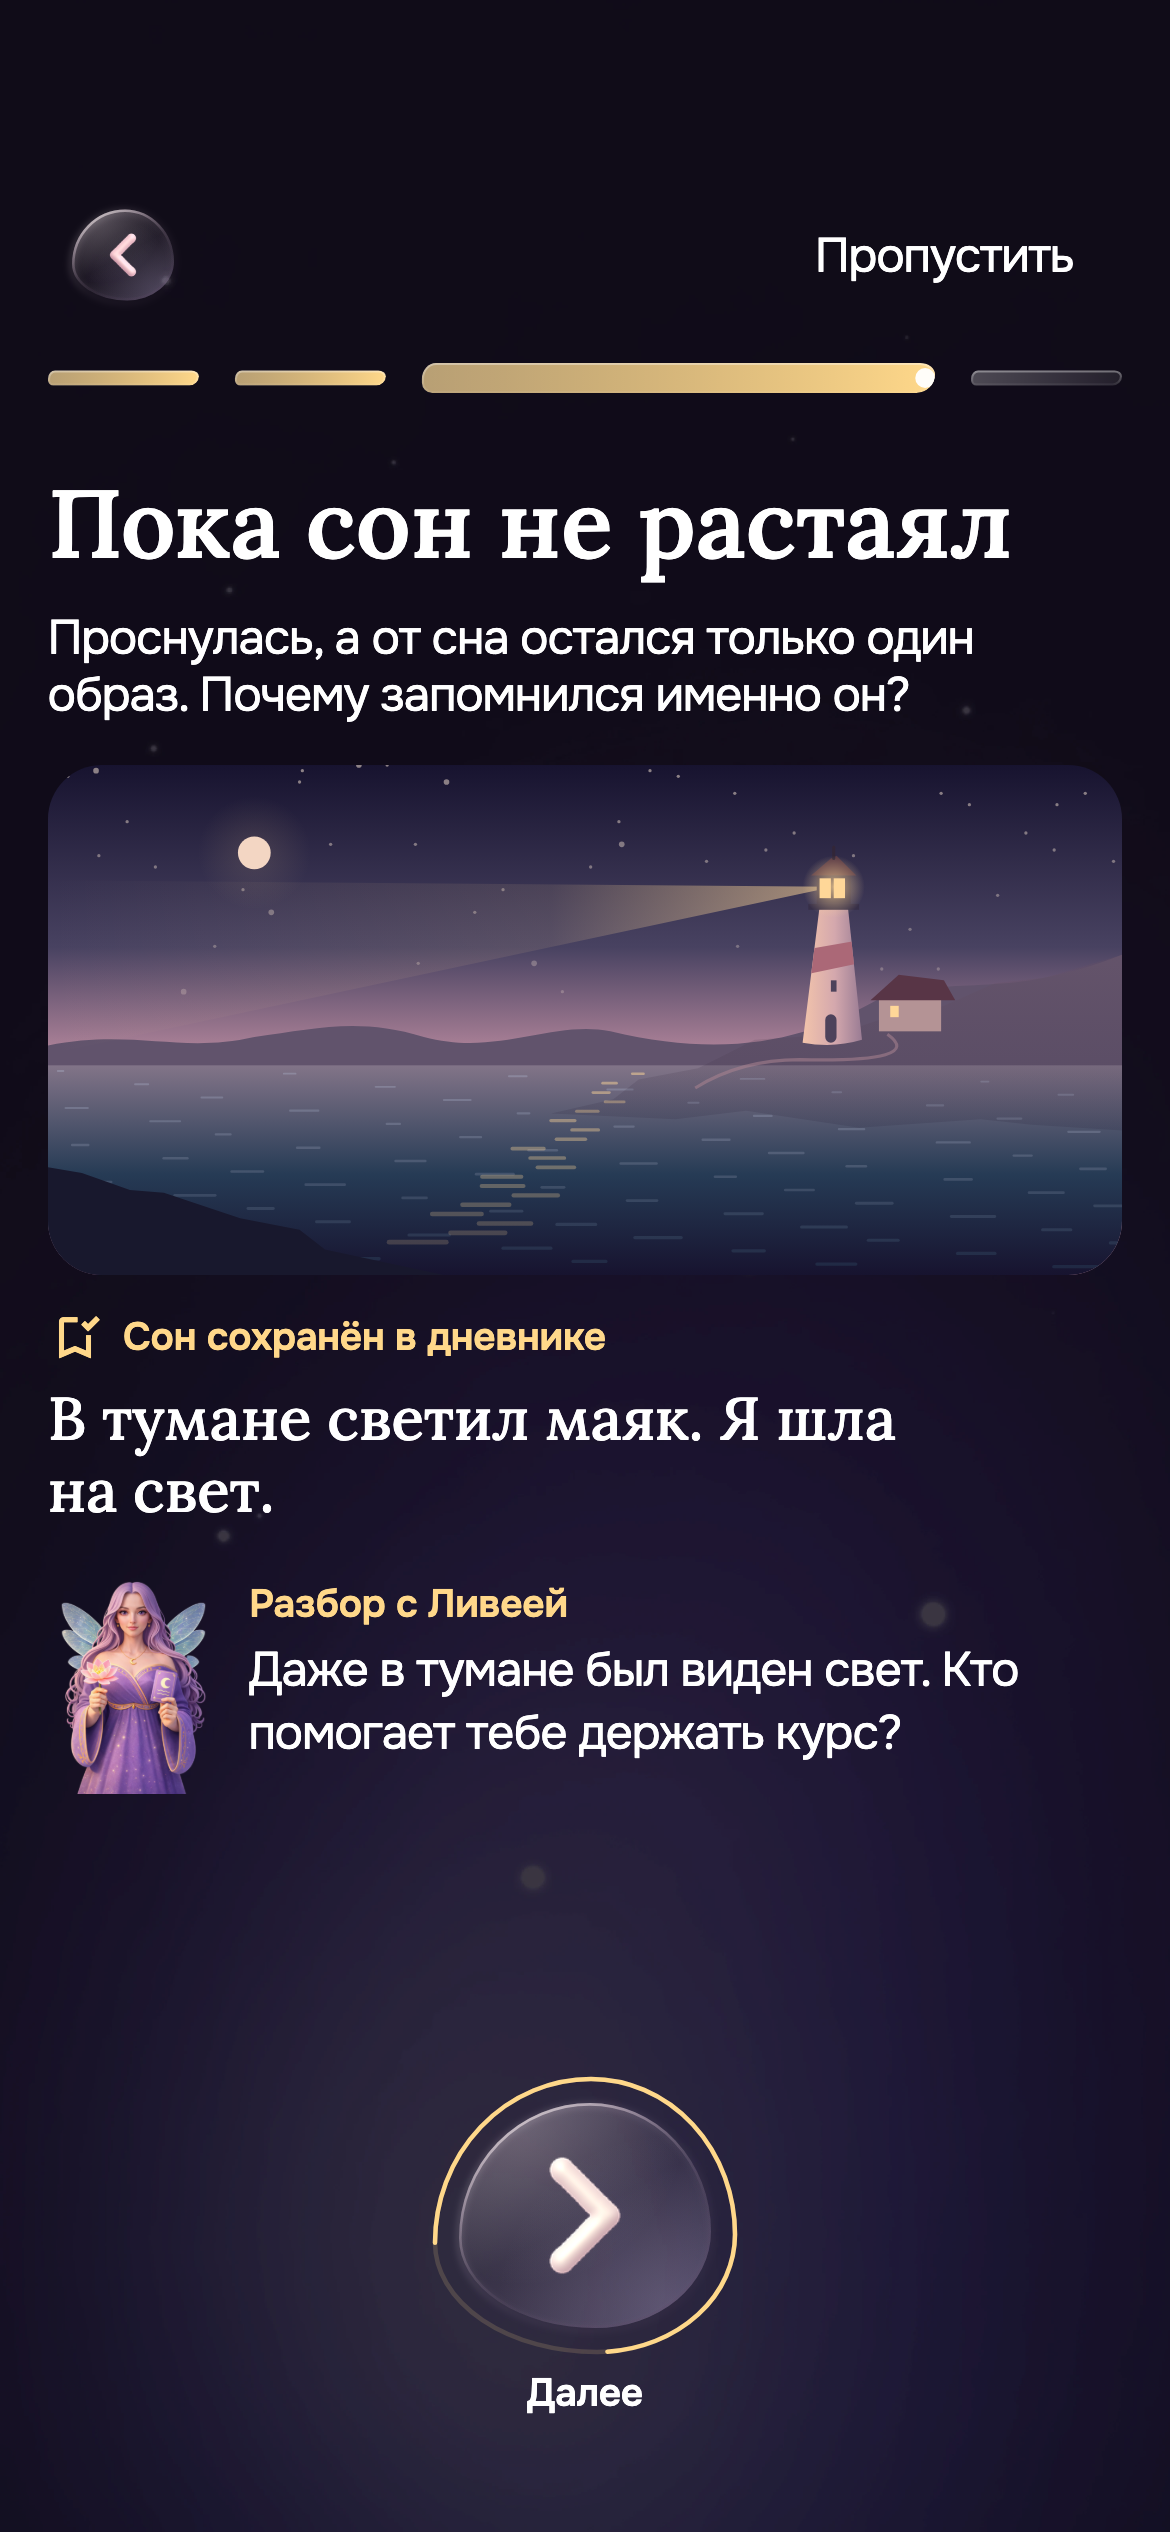 Пропустить
Пока сон не растаял
Проснулась, а от сна остался только один
образ. Почему запомнился именно он?
Сон сохранён в дневнике
В тумане светил маяк. Я шла
на свет.
Разбор с Ливеей
Даже в тумане был виден свет. Кто
помогает тебе держать курс?
Далее